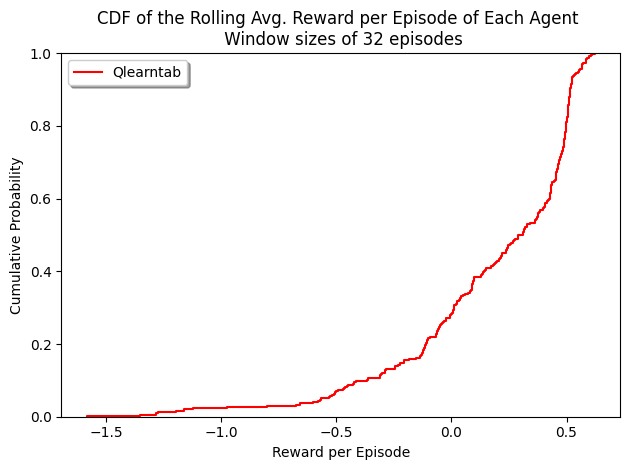 CDF of the Rolling Avg. Reward per Episode of Each Agent
Window sizes of 32 episodes
Qlearntab
1.0
0.8
0.6
0.4
0.2
0.0
Cumulative Probability
−1.5 −1.0 −0.5 0.0 0.5
Reward per Episode